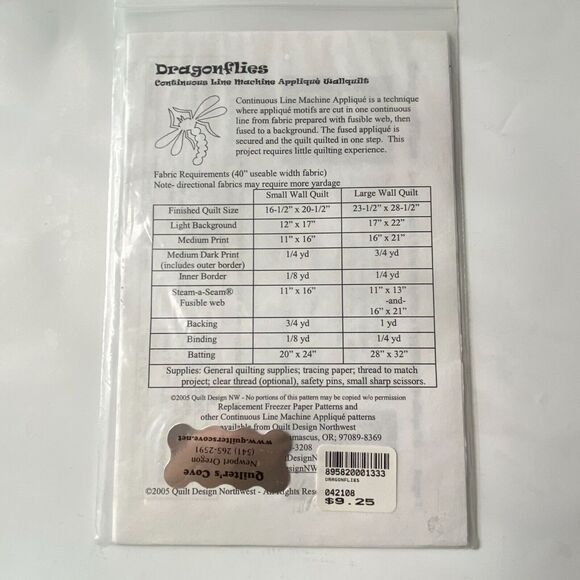 Dragonflies
Continuous Line Machine Appliqué Wallquilt
Continuous Line Machine Appliqué is a technique
where appliqué motifs are cut in one continuous
line from fabric prepared with fusible web, then
fused to a background. The fused appliqué is
secured and the quilt quilted in one step. This
project requires little quilting experience.
Fabric Requirements (40" useable width fabric)
Note- directional fabrics may require more yardage
Small Wall Quilt Large Wall Quilt
Finished Quilt Size 16-1/2" x 20-1/2" 23-1/2" x 28-1/2"
Light Background 12" x 17" 17" x 22"
Medium Print 11" x 16" 16" x 21"
Medium Dark Print 1/4 yd 3/4 yd
(includes outer border)
Inner Border 1/8 yd 1/4 yd
Steam-a-Seam® 11" x 16" 11" x 13"
Fusible web -and-
16" x 21"
Backing 3/4 yd 1 yd
Binding 1/8 yd 1/4 yd
Batting 20" x 24" 28" x 32"
Supplies: General quilting supplies; tracing paper; thread to match
project; clear thread (optional), safety pins, small sharp scissors.
©2005 Quilt Design NW - No portions of this pattern may be copied w/o permission
Replacement Freezer Paper Patterns and
other Continuous Line Machine Appliqué patterns
available from Quilt Design Northwest
amascus, OR; 97089-8369
-3208
DesignN
esignNW
©2005 Quilt Design Northwest - All Rights Res
Quilter's Cove
Newport Oregon
(541) 265-2591
www.quilterscove.net
895820001333
DRAGONFLIES
042108
$9.25